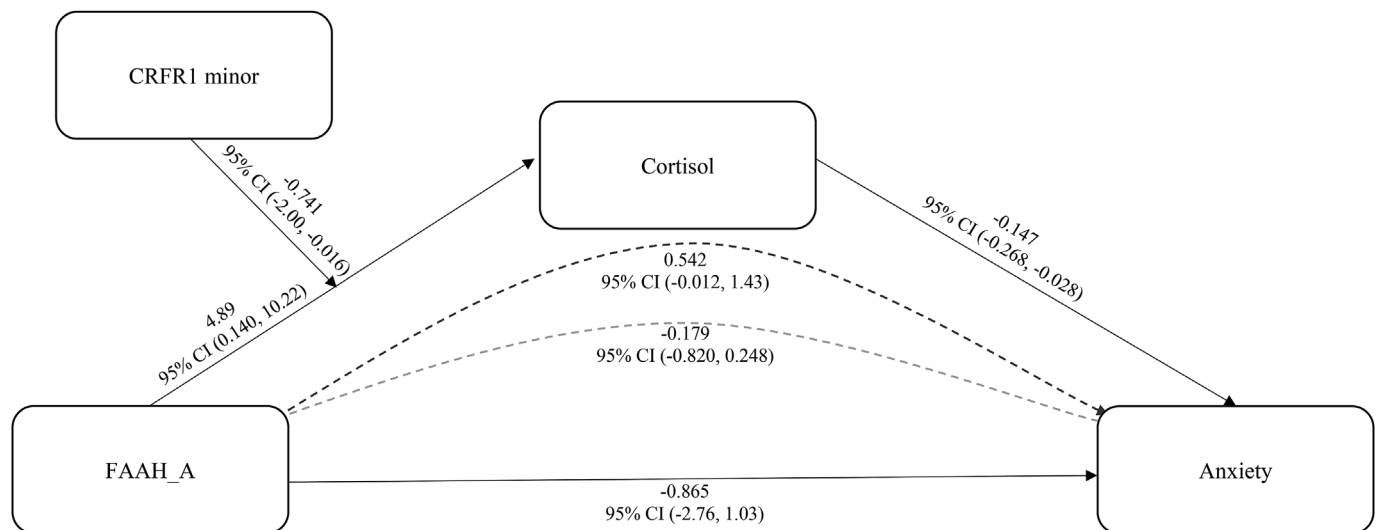 CRFR1 minor
Cortisol
-0.741
95% CI (-2.00, -0.016)
-0.147
95% CI (-0.268, -0.028)
4.89
95% CI (0.140, 10.22)
0.542
95% CI (-0.012, 1.43)
-0.179
95% CI (-0.820, 0.248)
FAAH_A
Anxiety
-0.865
95% CI (-2.76, 1.03)